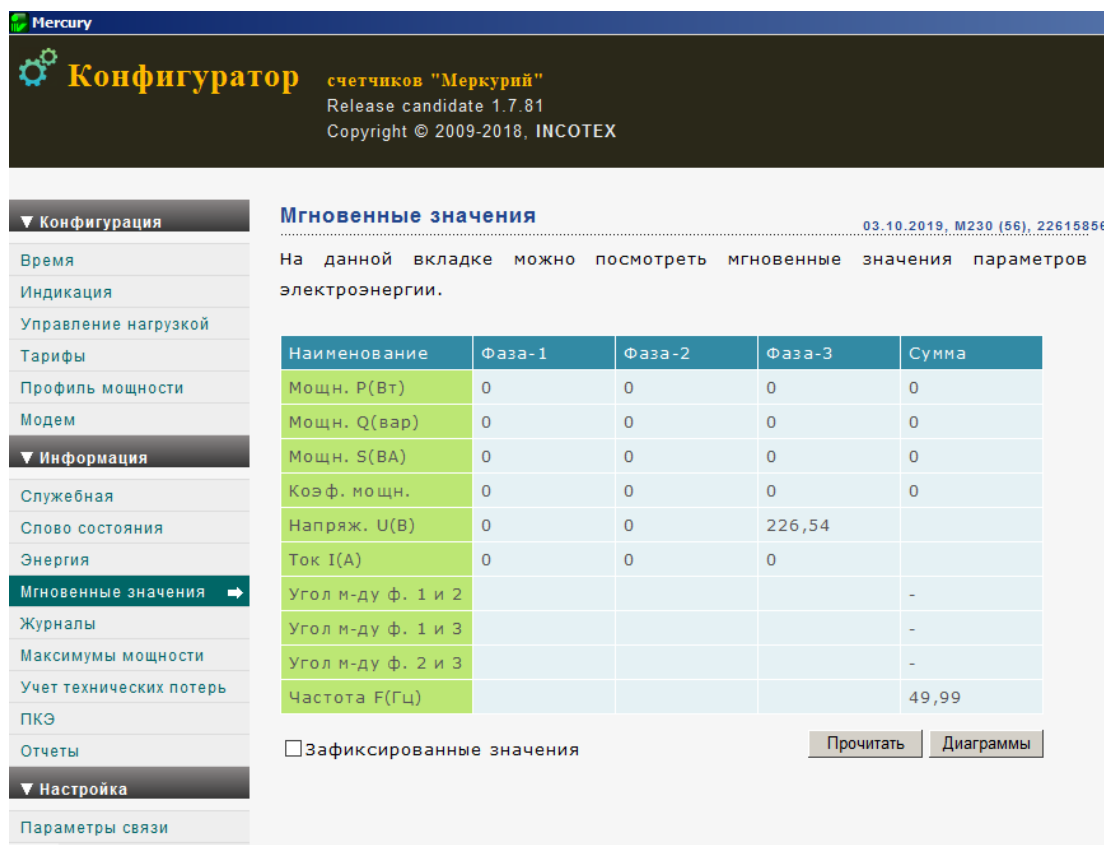 Mercury
Конфигуратор
счетчиков "Меркурий"
Release candidate 1.7.81
Copyright © 2009-2018, INCOTEX
▼ Конфигурация
Время
Индикация
Управление нагрузкой
Тарифы
Профиль мощности
Модем
▼ Информация
Служебная
Слово состояния
Энергия
Мгновенные значения
Журналы
Максимумы мощности
Учет технических потерь
ПКЭ
Отчеты
▼ Настройка
Параметры связи
Мгновенные значения
03.10.2019, М230 (56), 22615856
На данной вкладке можно посмотреть мгновенные значения параметров
электроэнергии.
Наименование Фаза-1 Фаза-2 Фаза-3 Сумма
Мощн. P(Вт) 0 0 0 0
Мощн. Q(вар) 0 0 0 0
Мощн. S(ВА) 0 0 0 0
Коэф. мощн. 0 0 0 0
Напряж. U(В) 0 0 226,54
Ток I(А) 0 0 0
Угол м-ду ф. 1 и 2 -
Угол м-ду ф. 1 и 3 -
Угол м-ду ф. 2 и 3 -
Частота F(Гц) 49,99
Зафиксированные значения
Прочитать Диаграммы